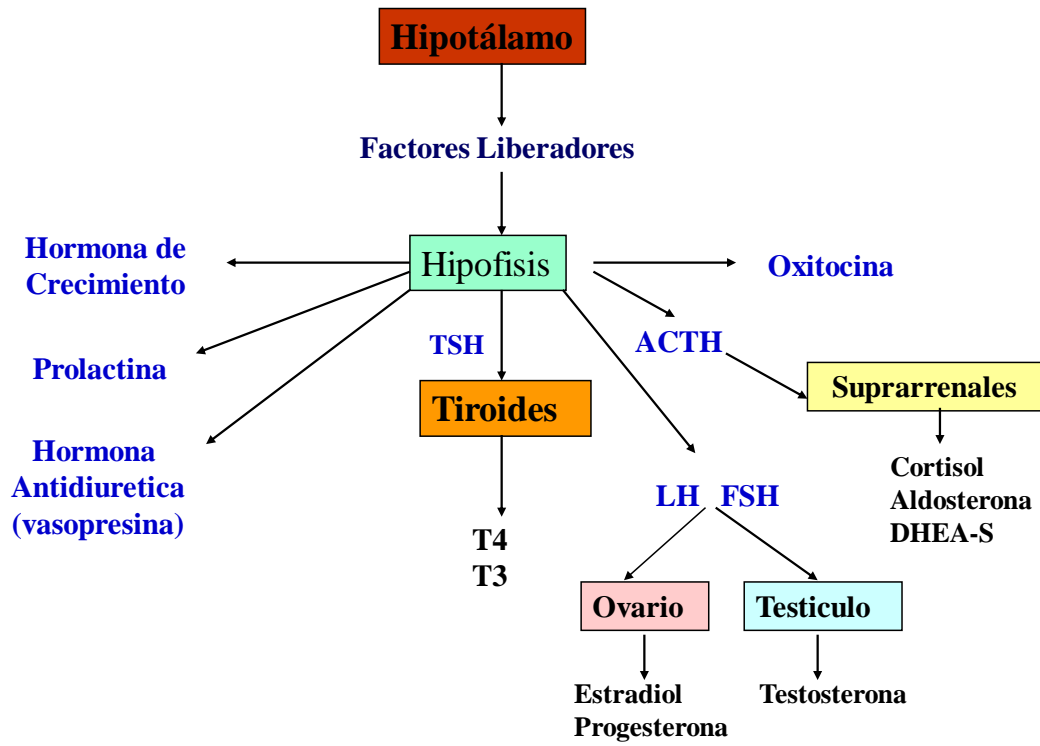 Hipotálamo
Factores Liberadores
Hormona de
Crecimiento
Hipofisis
Oxitocina
TSH
ACTH
Prolactina
Tiroides
Suprarrenales
Hormona
Antidiuretica
(vasopresina)
Cortisol
Aldosterona
DHEA-S
LH FSH
T4
T3
Ovario
Testiculo
Estradiol
Progesterona
Testosterona